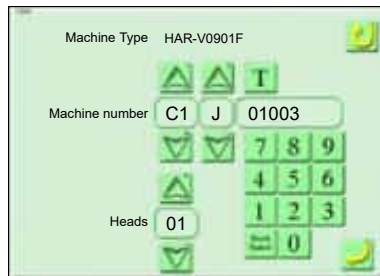 Machine Type HAR-V0901F
T
Machine number C1 J 01003
7 8 9
4 5 6
1 2 3
Heads 01
0